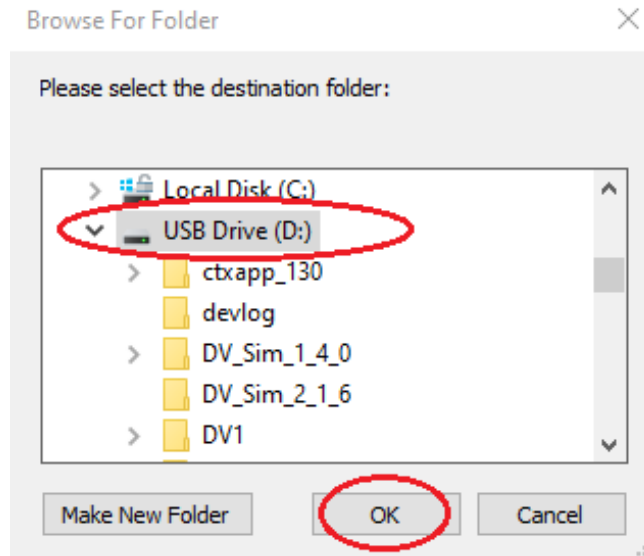 Browse For Folder
Please select the destination folder:
Local Disk (C:)
USB Drive (D:)
ctxapp_130
devlog
DV_Sim_1_4_0
DV_Sim_2_1_6
DV1
Make New Folder OK Cancel